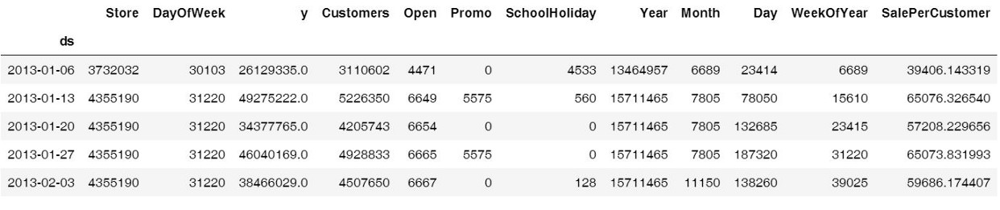 Store DayOfWeek y Customers Open Promo SchoolHoliday Year Month Day WeekOfYear SalePerCustomer
ds
2013-01-06 3732032 30103 26129335.0 3110602 4471 0 4533 13464957 6689 23414 6689 39406.143319
2013-01-13 4355190 31220 49275222.0 5226350 6649 5575 560 15711465 7805 78050 15610 65076.326540
2013-01-20 4355190 31220 34377765.0 4205743 6654 0 0 15711465 7805 132685 23415 57208.229656
2013-01-27 4355190 31220 46040169.0 4928833 6665 5575 0 15711465 7805 187320 31220 65073.831993
2013-02-03 4355190 31220 38466029.0 4507650 6667 0 128 15711465 11150 138260 39025 59686.174407